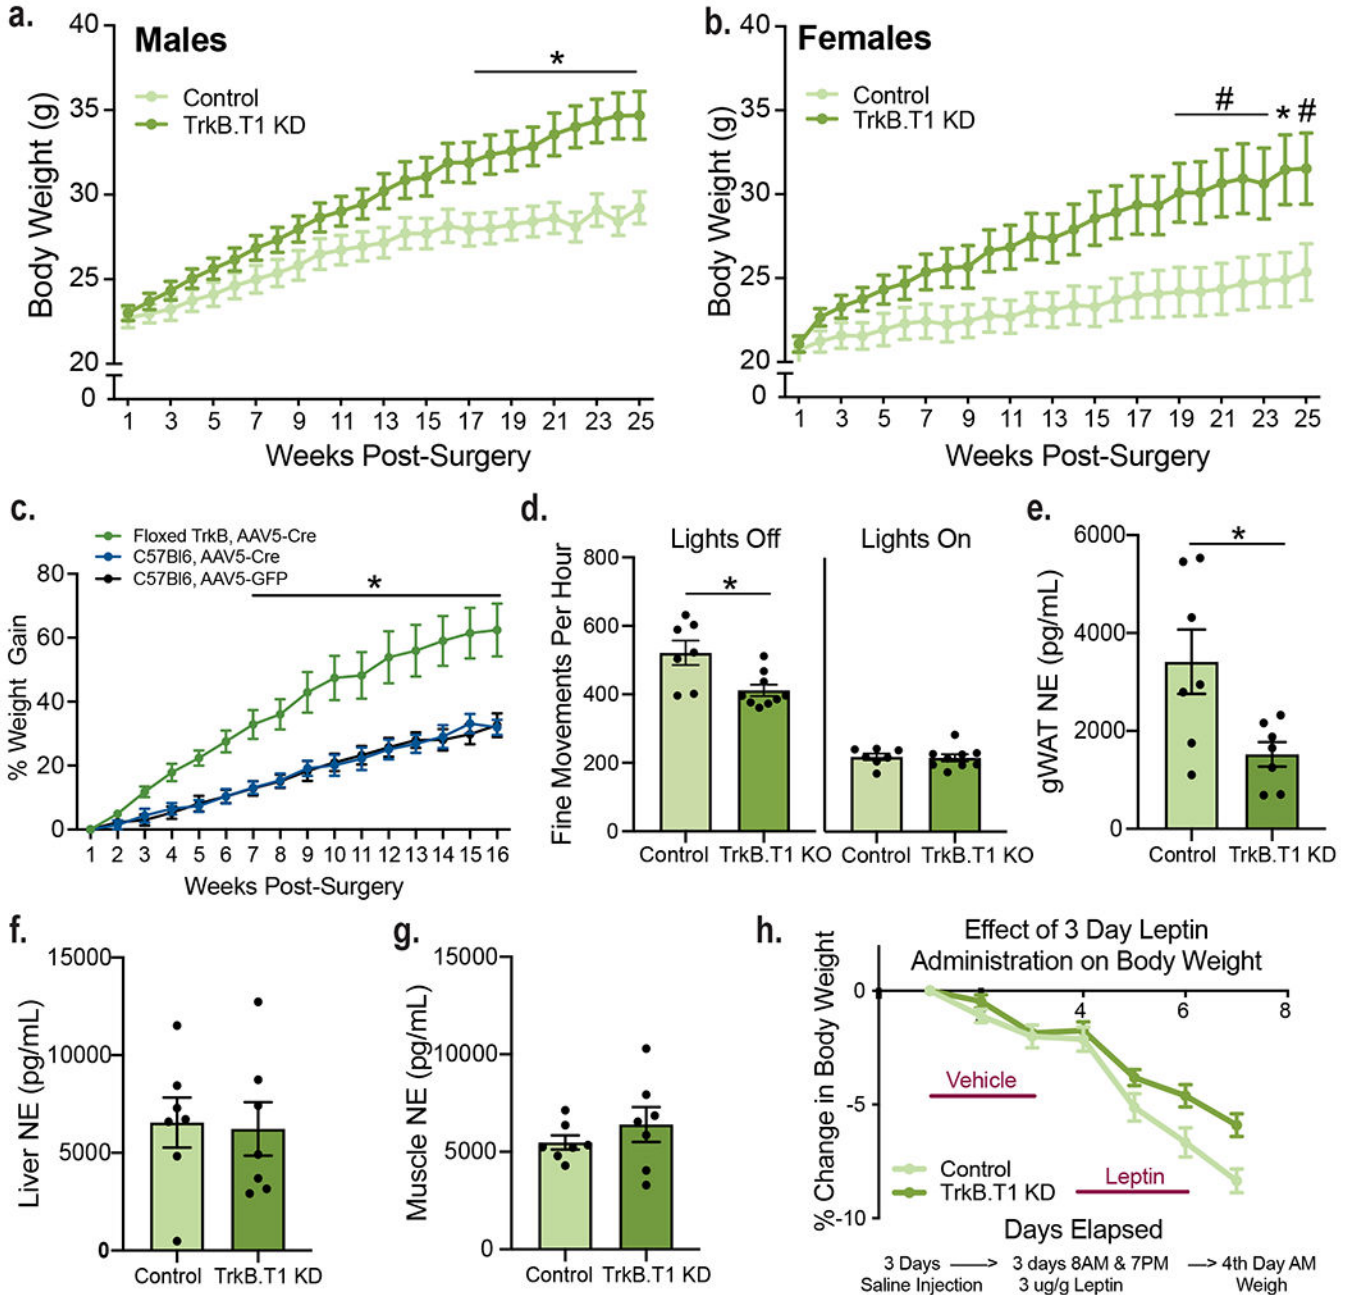 a.
Males
Control
TrkB.T1 KD
*
Body Weight (g)
40
35
30
25
20
0
1 3 5 7 9 11 13 15 17 19 21 23 25
Weeks Post-Surgery
b.
Females
Control
TrkB.T1 KD
# * #
Body Weight (g)
40
35
30
25
20
0
1 3 5 7 9 11 13 15 17 19 21 23 25
Weeks Post-Surgery
c.
Floxed TrkB, AAV5-Cre
C57Bl6, AAV5-Cre
C57Bl6, AAV5-GFP
*
% Weight Gain
80
60
40
20
0
1 2 3 4 5 6 7 8 9 10 11 12 13 14 15 16
Weeks Post-Surgery
d.
Lights Off
Lights On
*
Fine Movements Per Hour
800
600
400
200
0
Control TrkB.T1 KO Control TrkB.T1 KO
e.
*
gWAT NE (pg/mL)
6000
4000
2000
0
Control TrkB.T1 KD
f.
Liver NE (pg/mL)
15000
10000
5000
0
Control TrkB.T1 KD
g.
Muscle NE (pg/mL)
15000
10000
5000
0
Control TrkB.T1 KD
h.
Effect of 3 Day Leptin
Administration on Body Weight
% Change in Body Weight
0
-5
-10
4 6 8
Vehicle
Control
TrkB.T1 KD
Leptin
Days Elapsed
3 Days 3 days 8AM & 7PM 4th Day AM
Saline Injection 3 ug/g Leptin Weigh